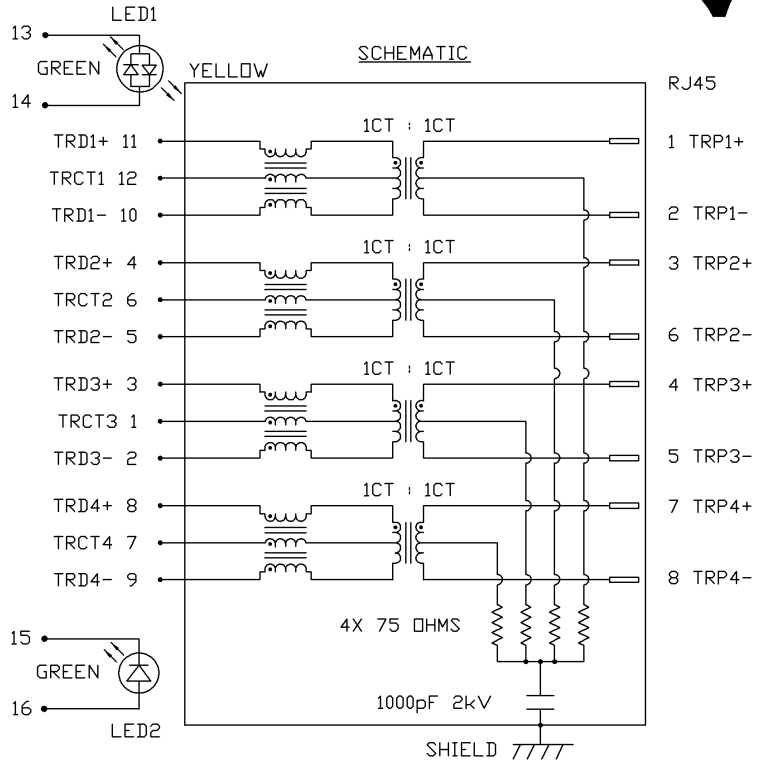 LED1
13
SCHEMATIC
GREEN
YELLOW
RJ45
14
1CT : 1CT
TRD1+ 11
1 TRP1+
TRCT1 12
TRD1- 10
2 TRP1-
1CT : 1CT
TRD2+ 4
3 TRP2+
TRCT2 6
TRD2- 5
6 TRP2-
1CT : 1CT
TRD3+ 3
4 TRP3+
TRCT3 1
TRD3- 2
5 TRP3-
1CT : 1CT
TRD4+ 8
7 TRP4+
TRCT4 7
TRD4- 9
8 TRP4-
4X 75 OHMS
15
GREEN
16
1000pF 2kV
LED2
SHIELD